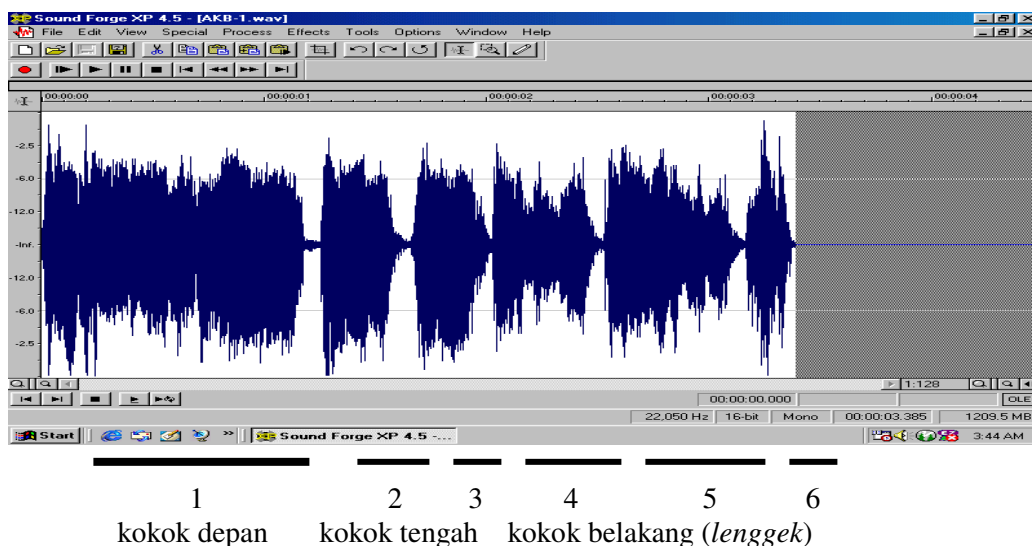 Sound Forge XP 4.5 - [AKB-1.wav]
File Edit View Special Process Effects Tools Options Window Help
00:00:00 00:00:01 00:00:02 00:00:03 00:00:04
-2.5
-6.0
-12.0
-Inf.
-12.0
-6.0
-2.5
1:128
00:00:00.000
OLE
22,050 Hz 16-bit Mono 00:00:03.385 1209.5 MB
Start » Sound Forge XP 4.5 -... 3:44 AM
1 2 3 4 5 6
kokok depan kokok tengah kokok belakang (lenggek)